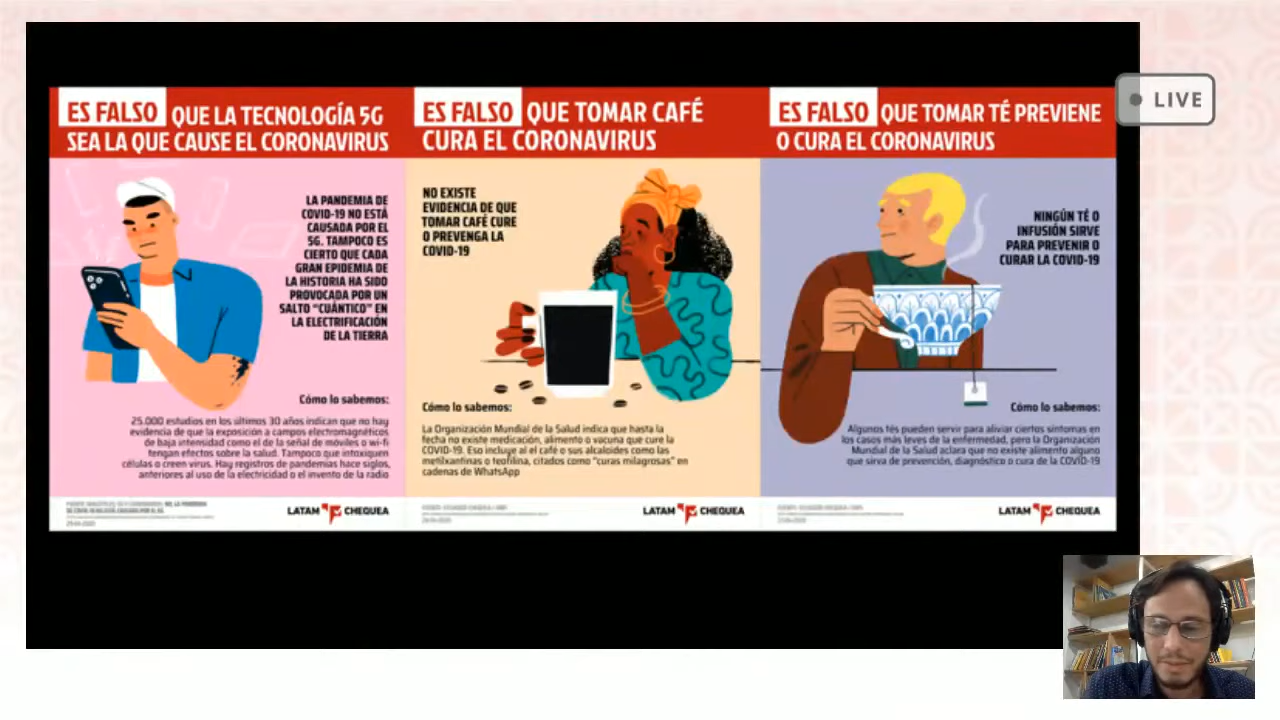 ES FALSO QUE LA TECNOLOGÍA 5G
SEA LA QUE CAUSE EL CORONAVIRUS
LA PANDEMIA DE
COVID-19 NO ESTÁ
CAUSADA POR EL
5G. TAMPOCO ES
CIERTO QUE CADA
GRAN EPIDEMIA DE
LA HISTORIA HA SIDO
PROVOCADA POR UN
SALTO “CUÁNTICO” EN
LA ELECTRIFICACIÓN
DE LA TIERRA
Cómo lo sabemos:
25.000 estudios en los últimos 30 años indican que no hay
evidencia de que la exposición a campos electromagnéticos
de baja intensidad como el de la señal de móviles o wi-fi
tengan efectos sobre la salud. Tampoco que intoxiquen
células o creen virus. Hay registros de pandemias hace siglos,
anteriores al uso de la electricidad o el invento de la radio
LATAM CHEQUEA
ES FALSO QUE TOMAR CAFÉ
CURA EL CORONAVIRUS
NO EXISTE
EVIDENCIA DE QUE
TOMAR CAFÉ CURE
O PREVENGA LA
COVID-19
Cómo lo sabemos:
La Organización Mundial de la Salud indica que hasta la
fecha no existe medicación, alimento o vacuna que cure la
COVID-19. Eso incluye al el café o sus alcaloides como las
metilxantinas o teofilina, citados como “curas milagrosas” en
cadenas de WhatsApp
LATAM CHEQUEA
ES FALSO QUE TOMAR TÉ PREVIENE
O CURA EL CORONAVIRUS
NINGÚN TÉ O
INFUSIÓN SIRVE
PARA PREVENIR O
CURAR LA COVID-19
Cómo lo sabemos:
Algunos tés pueden servir para aliviar ciertos síntomas en
los casos más leves de la enfermedad, pero la Organización
Mundial de la Salud aclara que no existe alimento alguno
que sirva de prevención, diagnóstico o cura de la COVID-19
LATAM CHEQUEA
LIVE